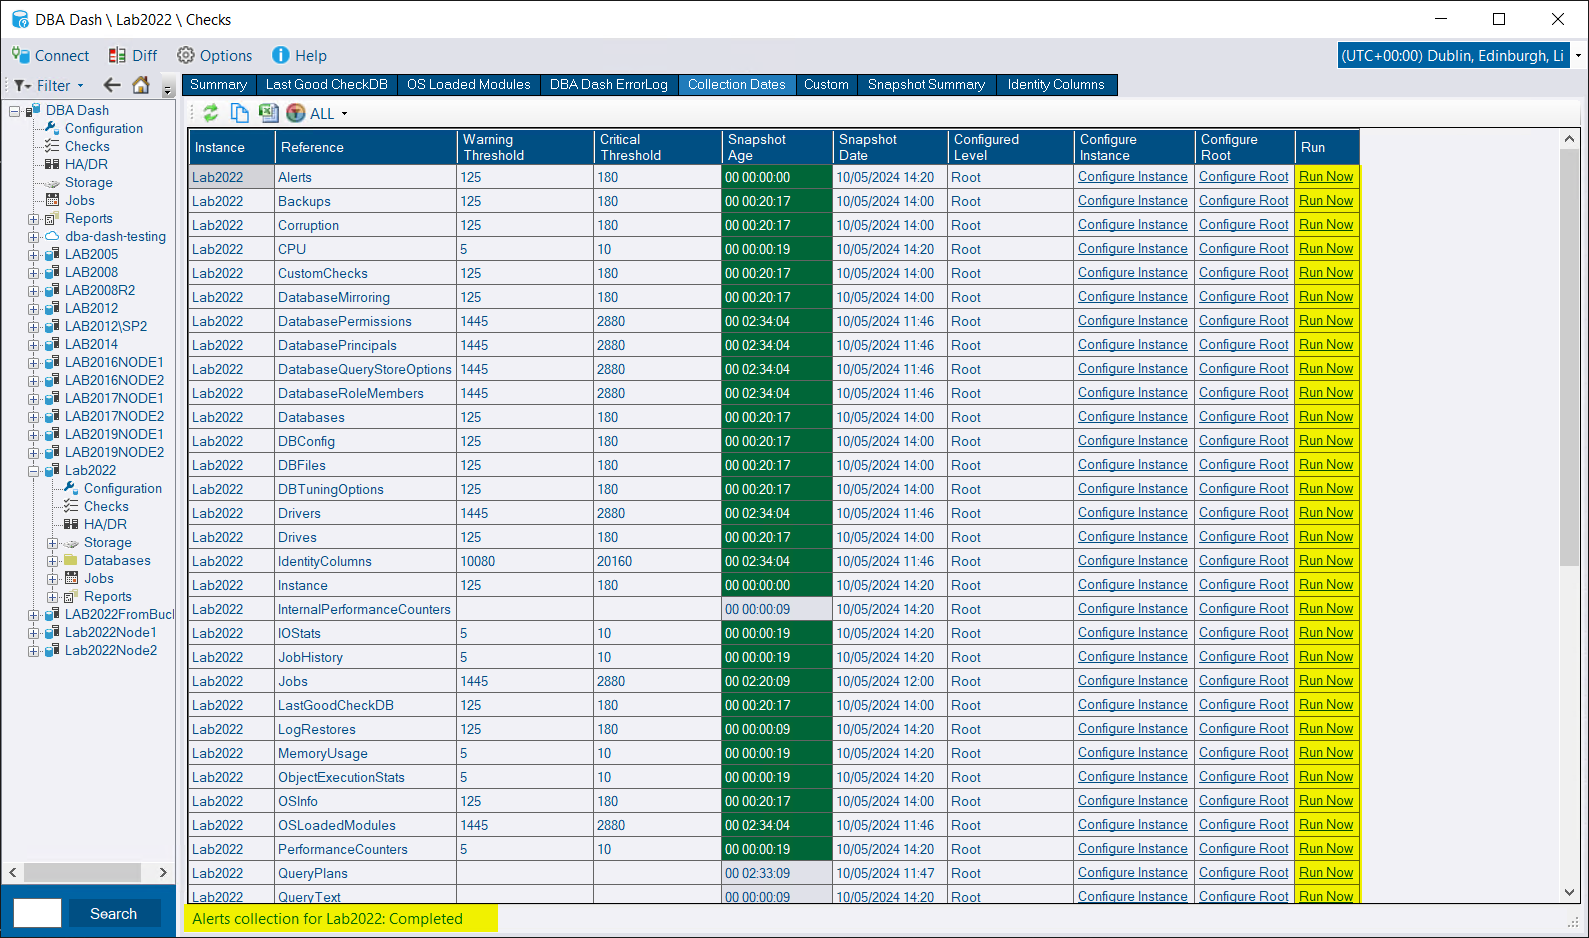 DBA Dash \ Lab2022 \ Checks
Connect Diff Options Help (UTC+00:00) Dublin, Edinburgh, Li
Filter
Summary Last Good CheckDB OS Loaded Modules DBA Dash ErrorLog Collection Dates Custom Snapshot Summary Identity Columns
ALL
DBA Dash
Configuration
Checks
HA/DR
Storage
Jobs
Reports
dba-dash-testing
LAB2005
LAB2008
LAB2008R2
LAB2012
LAB2012\SP2
LAB2014
LAB2016NODE1
LAB2016NODE2
LAB2017NODE1
LAB2017NODE2
LAB2019NODE1
LAB2019NODE2
Lab2022
Configuration
Checks
HA/DR
Storage
Databases
Jobs
Reports
LAB2022FromBucl
Lab2022Node1
Lab2022Node2
Search
Instance Reference Warning Threshold Critical Threshold Snapshot Age Snapshot Date Configured Level Configure Instance Configure Root Run
Lab2022 Alerts 125 180 00 00:00:00 10/05/2024 14:20 Root Configure Instance Configure Root Run Now
Lab2022 Backups 125 180 00 00:20:17 10/05/2024 14:00 Root Configure Instance Configure Root Run Now
Lab2022 Corruption 125 180 00 00:20:17 10/05/2024 14:00 Root Configure Instance Configure Root Run Now
Lab2022 CPU 5 10 00 00:00:19 10/05/2024 14:20 Root Configure Instance Configure Root Run Now
Lab2022 CustomChecks 125 180 00 00:20:17 10/05/2024 14:00 Root Configure Instance Configure Root Run Now
Lab2022 DatabaseMirroring 125 180 00 00:20:17 10/05/2024 14:00 Root Configure Instance Configure Root Run Now
Lab2022 DatabasePermissions 1445 2880 00 02:34:04 10/05/2024 11:46 Root Configure Instance Configure Root Run Now
Lab2022 DatabasePrincipals 1445 2880 00 02:34:04 10/05/2024 11:46 Root Configure Instance Configure Root Run Now
Lab2022 DatabaseQueryStoreOptions 1445 2880 00 02:34:04 10/05/2024 11:46 Root Configure Instance Configure Root Run Now
Lab2022 DatabaseRoleMembers 1445 2880 00 02:34:04 10/05/2024 11:46 Root Configure Instance Configure Root Run Now
Lab2022 Databases 125 180 00 00:20:17 10/05/2024 14:00 Root Configure Instance Configure Root Run Now
Lab2022 DBConfig 125 180 00 00:20:17 10/05/2024 14:00 Root Configure Instance Configure Root Run Now
Lab2022 DBFiles 125 180 00 00:20:17 10/05/2024 14:00 Root Configure Instance Configure Root Run Now
Lab2022 DBTuningOptions 125 180 00 00:20:17 10/05/2024 14:00 Root Configure Instance Configure Root Run Now
Lab2022 Drivers 1445 2880 00 02:34:04 10/05/2024 11:46 Root Configure Instance Configure Root Run Now
Lab2022 Drives 125 180 00 00:20:17 10/05/2024 14:00 Root Configure Instance Configure Root Run Now
Lab2022 IdentityColumns 10080 20160 00 02:34:04 10/05/2024 11:46 Root Configure Instance Configure Root Run Now
Lab2022 Instance 125 180 00 00:00:00 10/05/2024 14:20 Root Configure Instance Configure Root Run Now
Lab2022 InternalPerformanceCounters 00 00:00:09 10/05/2024 14:20 Root Configure Instance Configure Root Run Now
Lab2022 IOStats 5 10 00 00:00:19 10/05/2024 14:20 Root Configure Instance Configure Root Run Now
Lab2022 JobHistory 5 10 00 00:00:19 10/05/2024 14:20 Root Configure Instance Configure Root Run Now
Lab2022 Jobs 1445 2880 00 02:20:09 10/05/2024 12:00 Root Configure Instance Configure Root Run Now
Lab2022 LastGoodCheckDB 125 180 00 00:20:17 10/05/2024 14:00 Root Configure Instance Configure Root Run Now
Lab2022 LogRestores 125 180 00 00:00:09 10/05/2024 14:20 Root Configure Instance Configure Root Run Now
Lab2022 MemoryUsage 5 10 00 00:00:19 10/05/2024 14:20 Root Configure Instance Configure Root Run Now
Lab2022 ObjectExecutionStats 5 10 00 00:00:19 10/05/2024 14:20 Root Configure Instance Configure Root Run Now
Lab2022 OSInfo 125 180 00 00:20:17 10/05/2024 14:00 Root Configure Instance Configure Root Run Now
Lab2022 OSLoadedModules 1445 2880 00 02:34:04 10/05/2024 11:46 Root Configure Instance Configure Root Run Now
Lab2022 PerformanceCounters 5 10 00 00:00:19 10/05/2024 14:20 Root Configure Instance Configure Root Run Now
Lab2022 QueryPlans 00 02:33:09 10/05/2024 11:47 Root Configure Instance Configure Root Run Now
Lab2022 QueryText 00 00:00:09 10/05/2024 14:20 Root Configure Instance Configure Root Run Now
Alerts collection for Lab2022: Completed